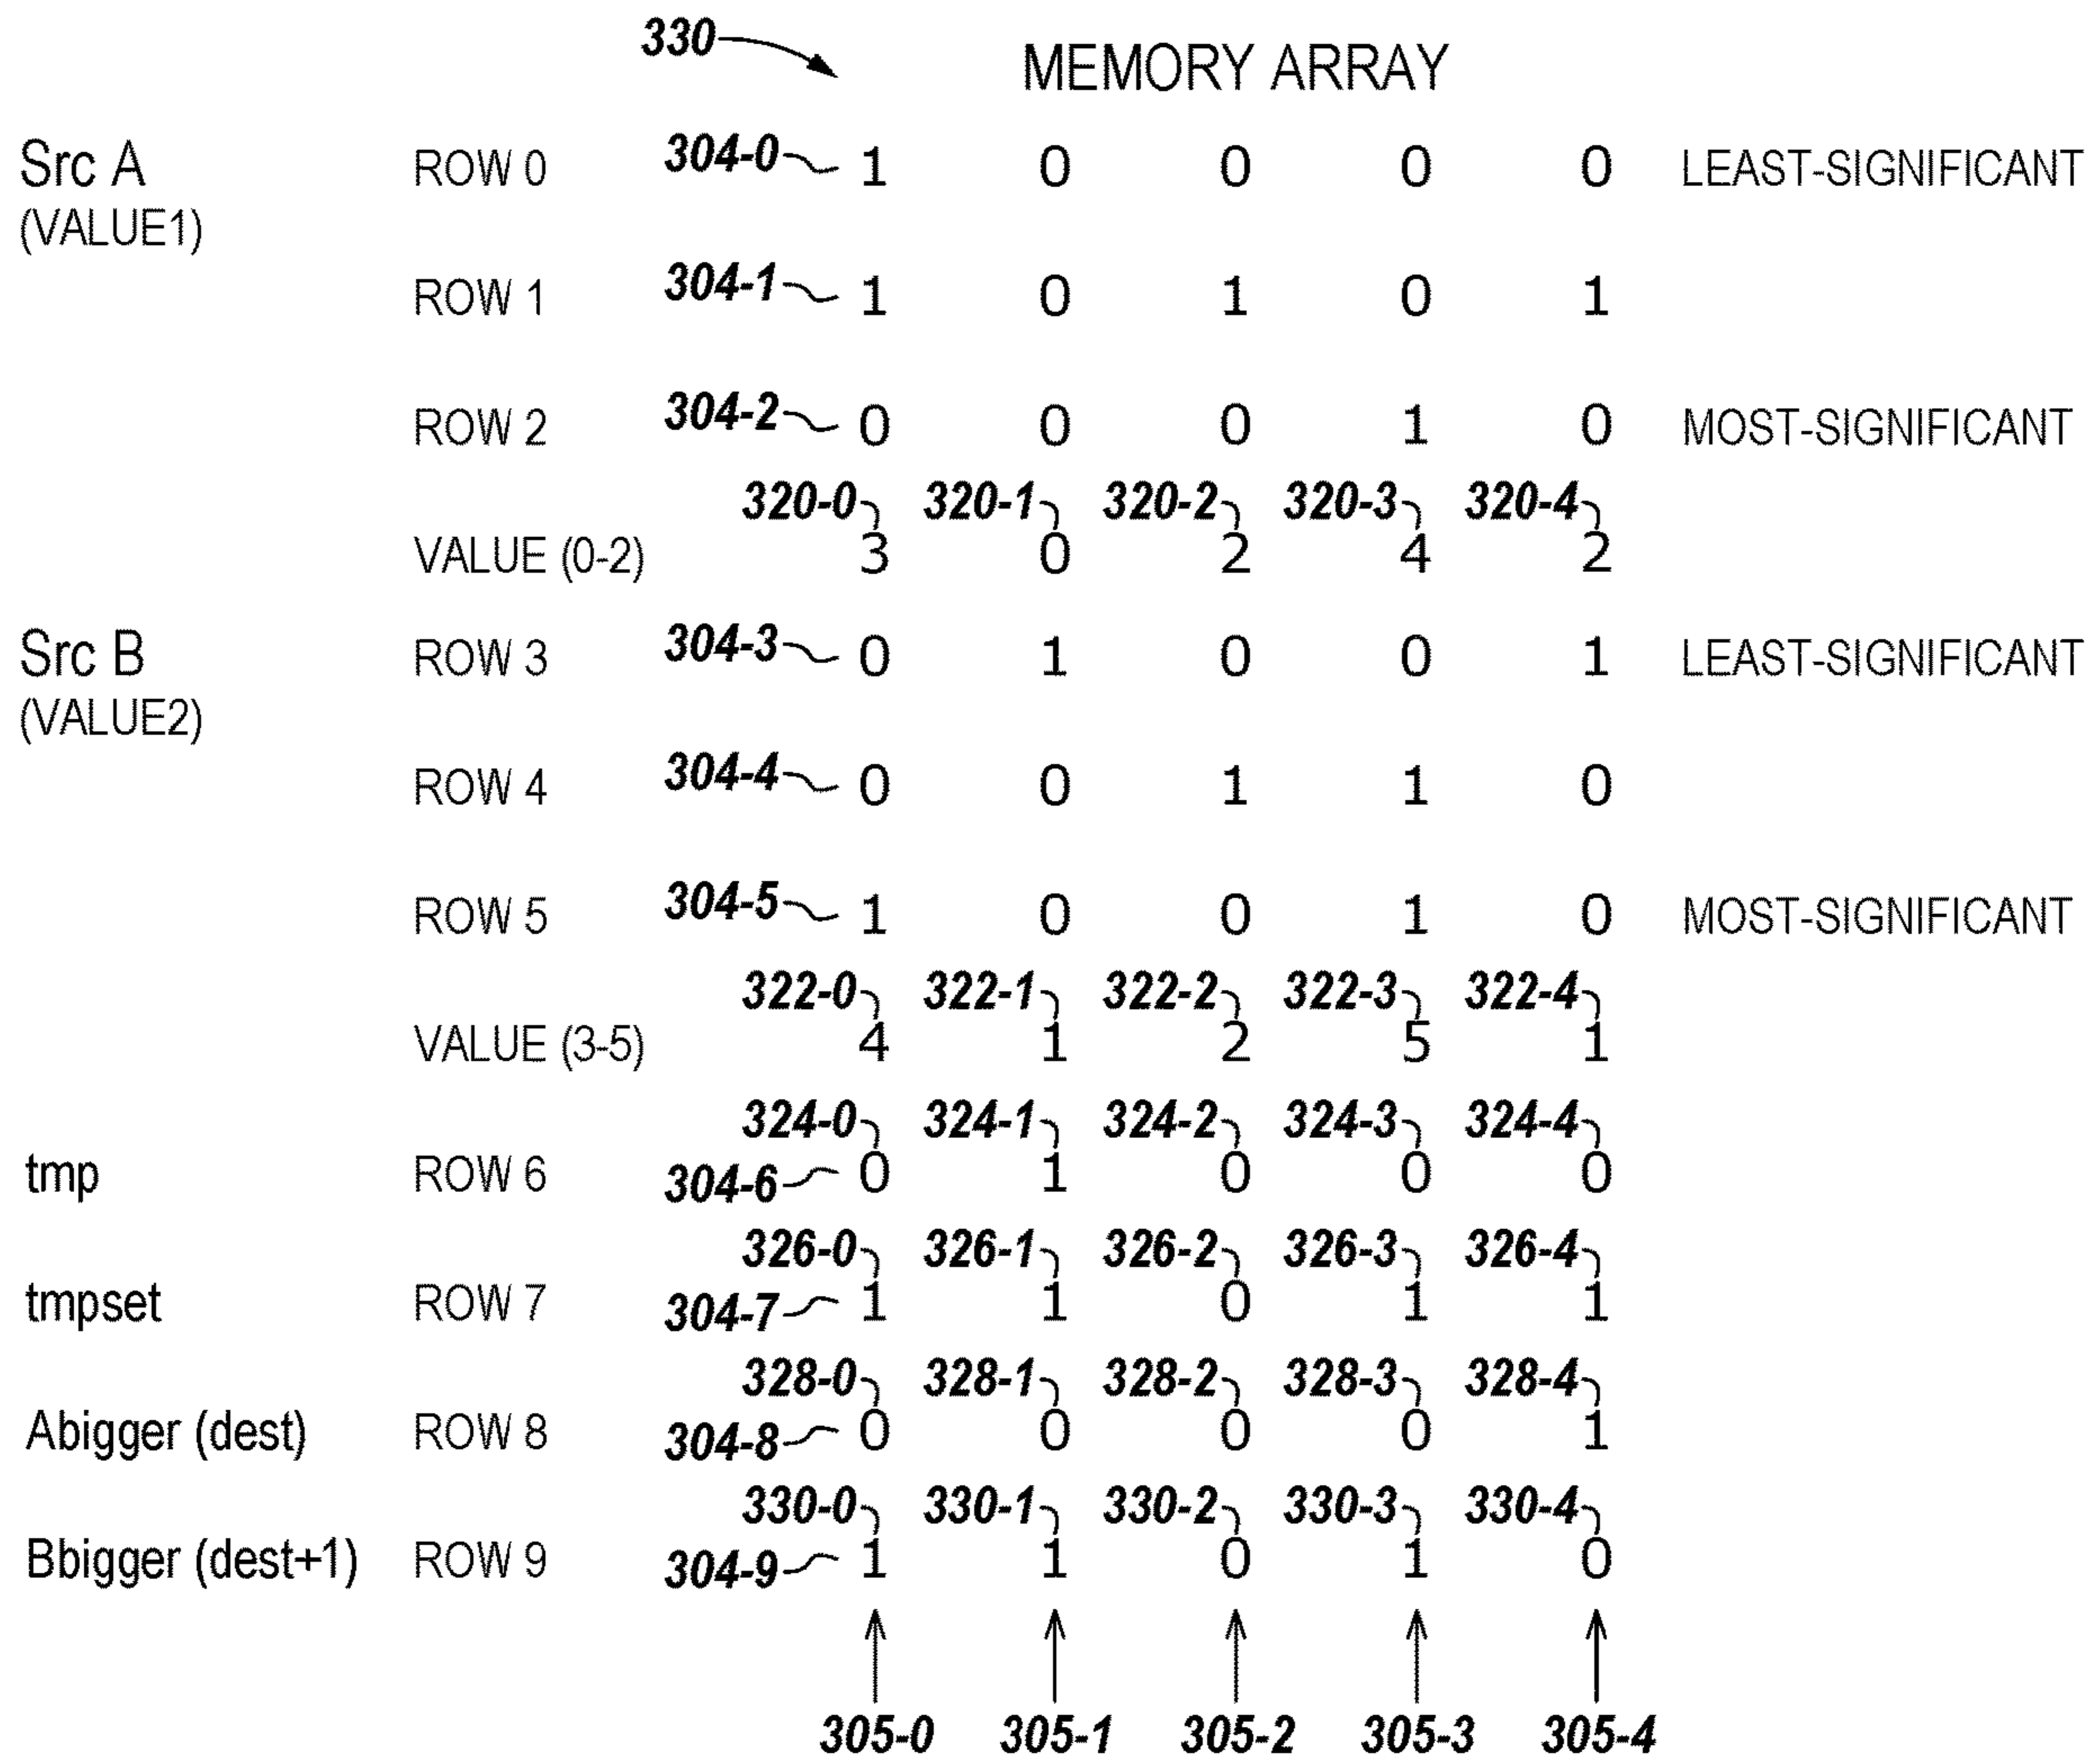 330 MEMORY ARRAY
Src A ROW 0 304-0 1 0 0 0 0 LEAST-SIGNIFICANT
(VALUE1)
ROW 1 304-1 1 0 1 0 1
ROW 2 304-2 0 0 0 1 0 MOST-SIGNIFICANT
320-0 320-1 320-2 320-3 320-4
VALUE (0-2) 3 0 2 4 2
Src B ROW 3 304-3 0 1 0 0 1 LEAST-SIGNIFICANT
(VALUE2)
ROW 4 304-4 0 0 1 1 0
ROW 5 304-5 1 0 0 1 0 MOST-SIGNIFICANT
322-0 322-1 322-2 322-3 322-4
VALUE (3-5) 4 1 2 5 1
324-0 324-1 324-2 324-3 324-4
tmp ROW 6 304-6 0 1 0 0 0
326-0 326-1 326-2 326-3 326-4
tmpset ROW 7 304-7 1 1 0 1 1
328-0 328-1 328-2 328-3 328-4
Abigger (dest) ROW 8 304-8 0 0 0 0 1
330-0 330-1 330-2 330-3 330-4
Bbigger (dest+1) ROW 9 304-9 1 1 0 1 0
305-0 305-1 305-2 305-3 305-4